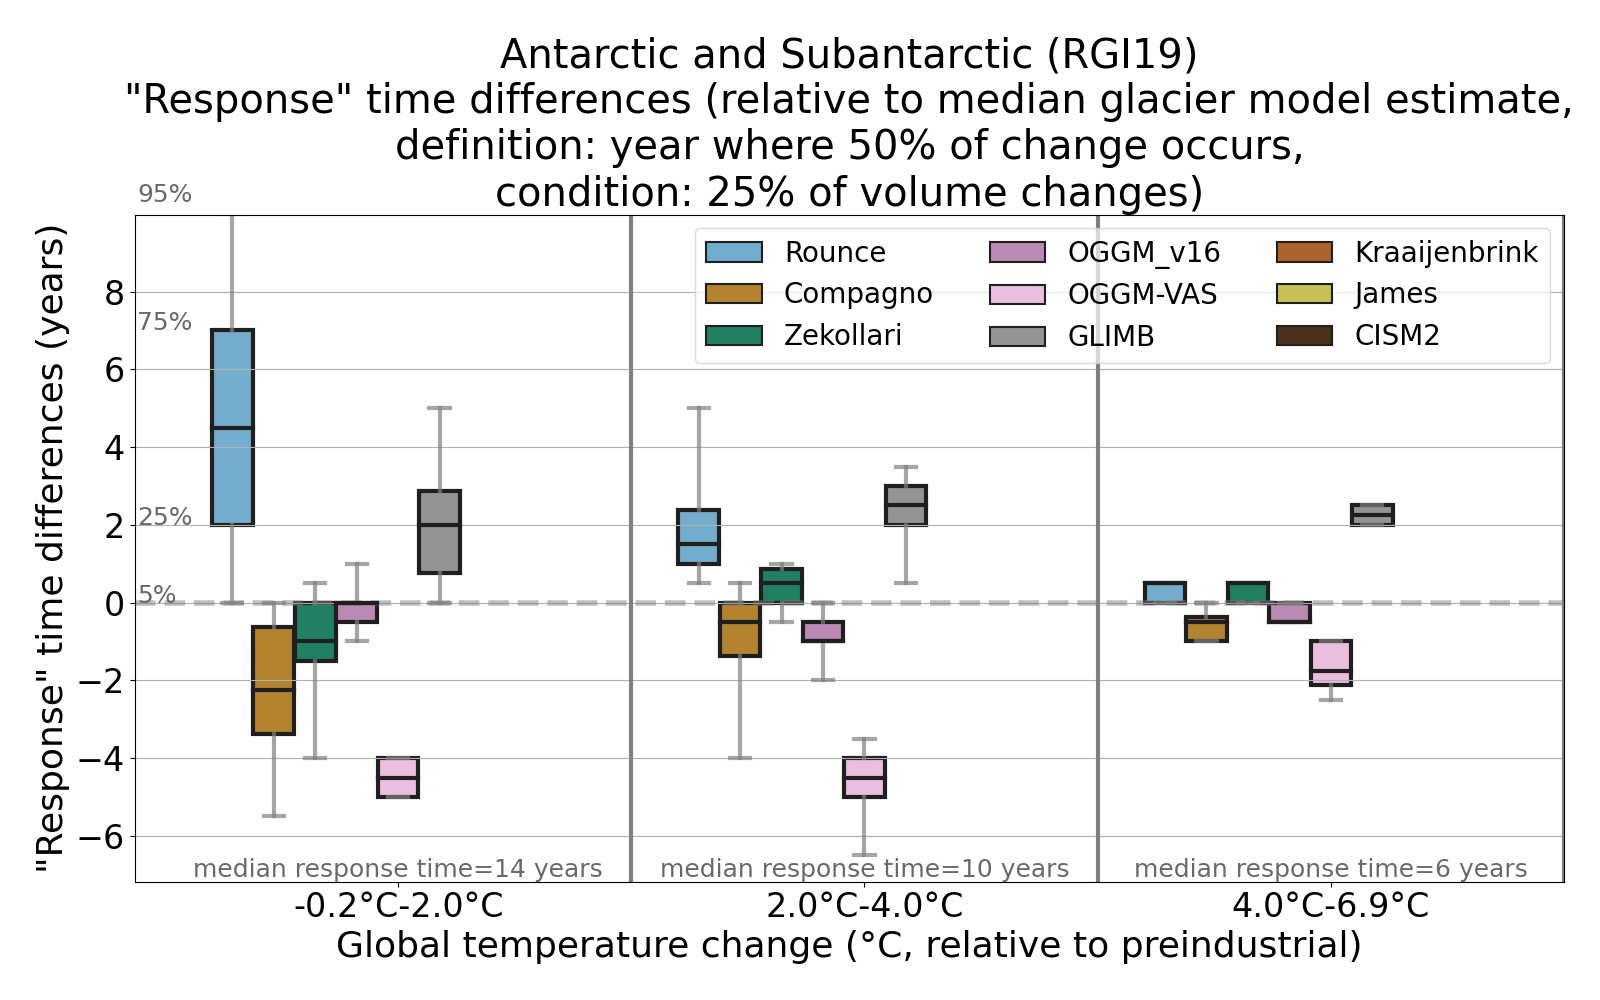 Antarctic and Subantarctic (RGI19)
"Response" time differences (relative to median glacier model estimate,
definition: year where 50% of change occurs,
condition: 25% of volume changes)
95%
75%
25%
5%
"Response" time differences (years)
8
6
4
2
0
−2
−4
−6
Rounce
Compagno
Zekollari
OGGM_v16
OGGM-VAS
GLIMB
Kraaijenbrink
James
CISM2
median response time=14 years
median response time=10 years
median response time=6 years
-0.2°C-2.0°C
2.0°C-4.0°C
4.0°C-6.9°C
Global temperature change (°C, relative to preindustrial)